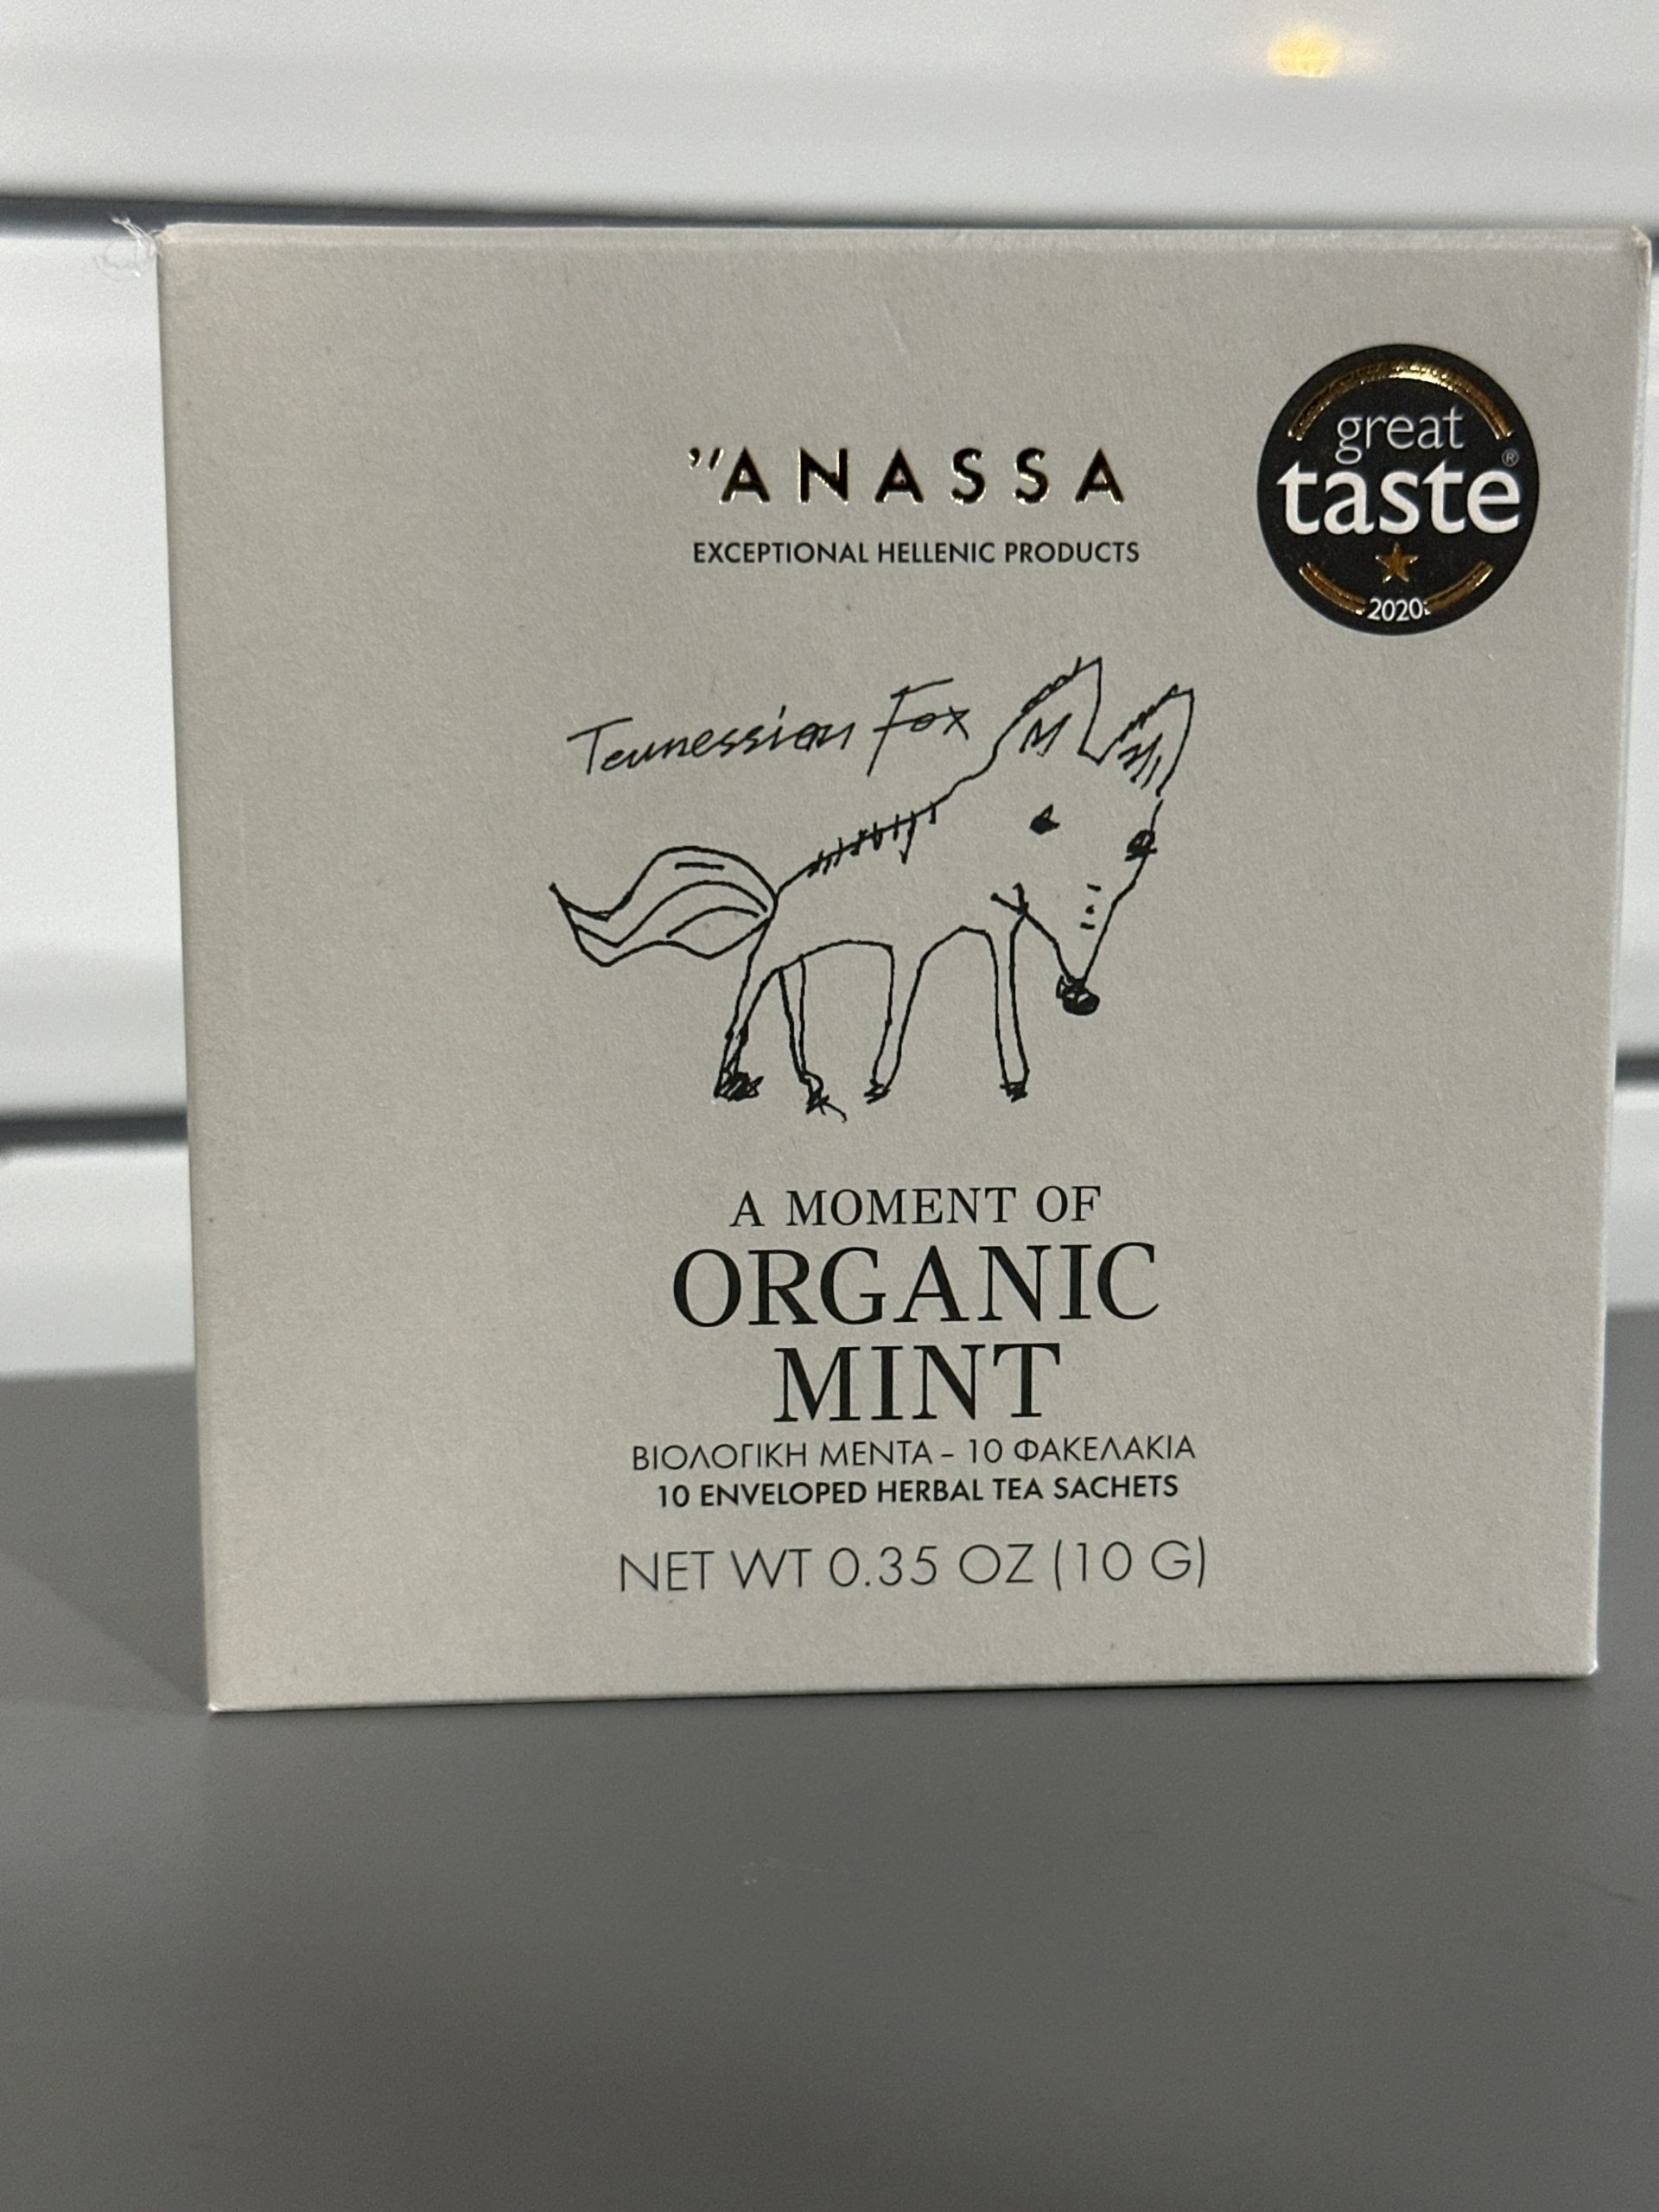 ”ANASSA
EXCEPTIONAL HELLENIC PRODUCTS
great
taste®
2020
Teunession Fox
A MOMENT OF
ORGANIC
MINT
ΒΙΟΛΟΓΙΚΗ ΜΕΝΤΑ – 10 ΦΑΚΕΛΑΚΙΑ
10 ENVELOPED HERBAL TEA SACHETS
NET WT 0.35 OZ (10 G)